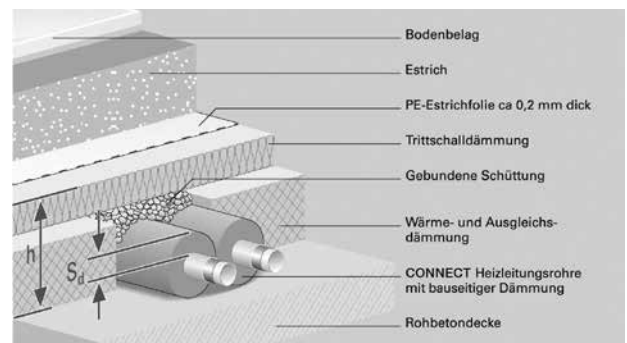 Bodenbelag
Estrich
PE-Estrichfolie ca 0,2 mm dick
Trittschalldämmung
Gebundene Schüttung
Wärme- und Ausgleichs-
dämmung
CONNECT Heizleitungsrohre
mit bauseitiger Dämmung
Rohbetondecke
h
Sd